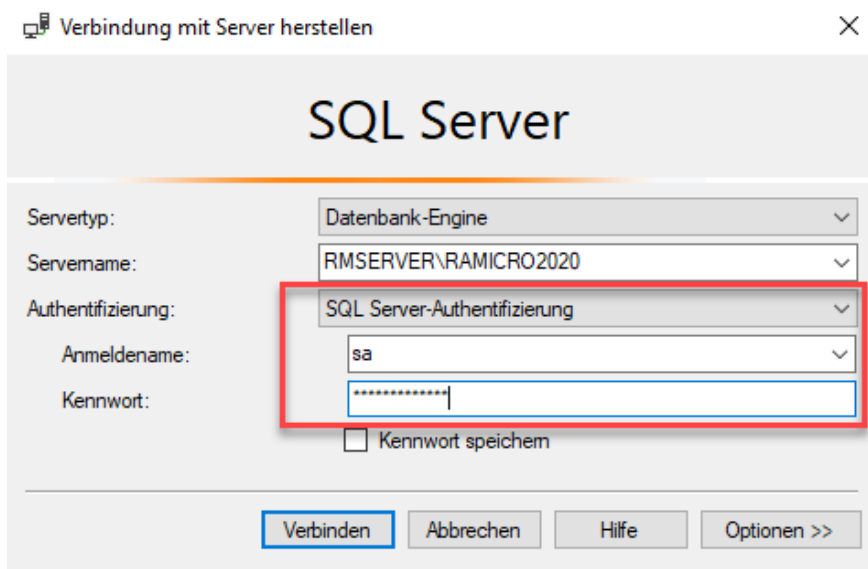 Verbindung mit Server herstellen
SQL Server
Servertyp: Datenbank-Engine
Servername: RMSERVER\RAMICRO2020
Authentifizierung: SQL Server-Authentifizierung
Anmeldename: sa
Kennwort: *************
Kennwort speichern
Verbinden Abbrechen Hilfe Optionen >>